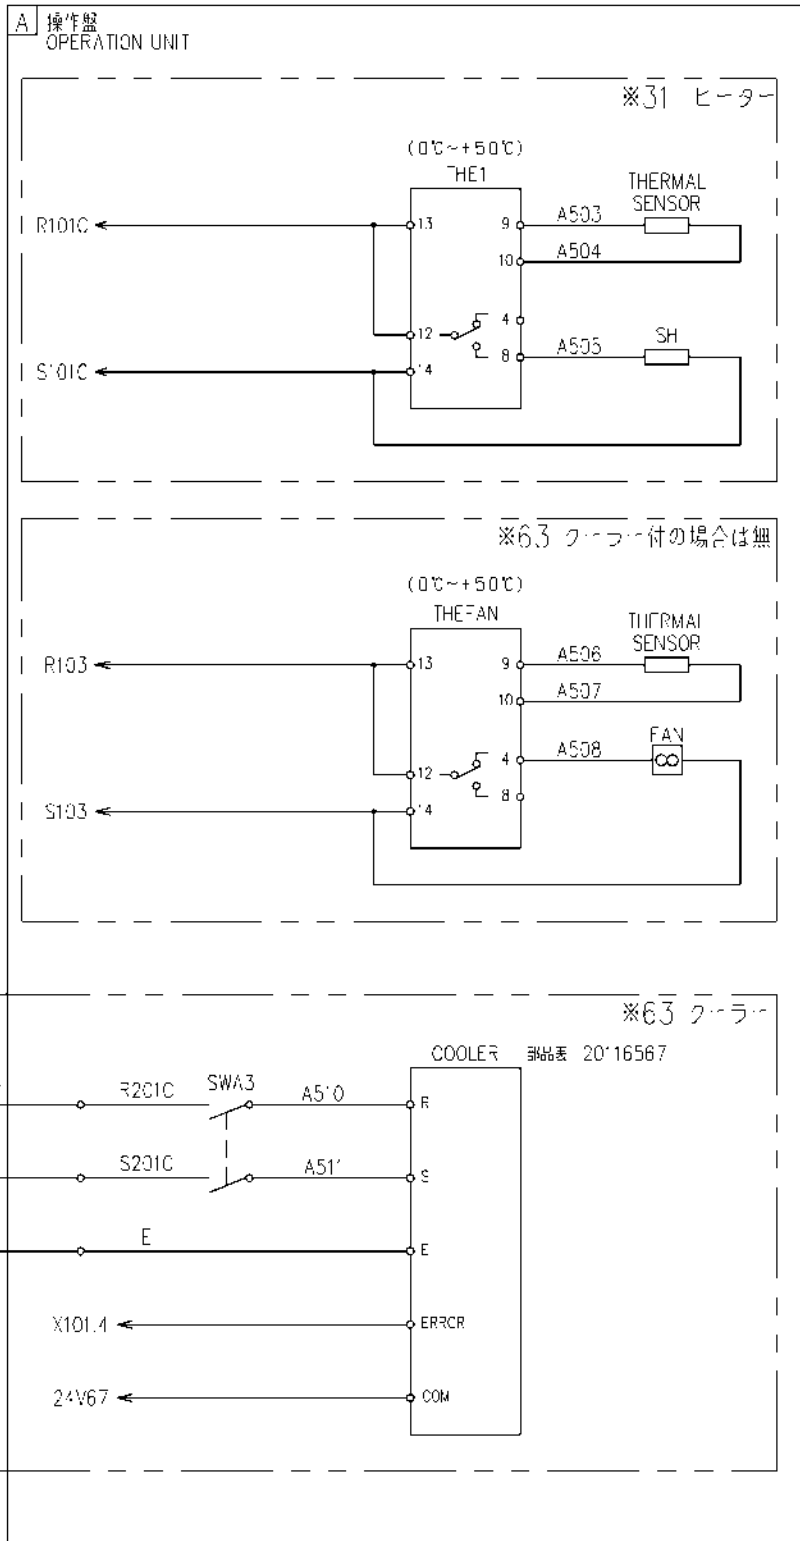 A 操作盤
OPERATION UNIT
※31 ヒーター
(0℃~+50℃)
THE1
THERMAL
SENSOR
R101C
13
9
A503
10
A504
12
4
SH
8
A505
S101C
14
※63 クーラー付の場合は無
(0℃~+50℃)
THEFAN
THERMAL
SENSOR
R103
13
9
A506
10
A507
FAN
4
A508
12
8
S103
14
※63 クーラー
COOLER 部品表 20116567
R201C SWA3 A510
R
S201C A511
S
E
E
X101.4
ERROR
24V67
COM